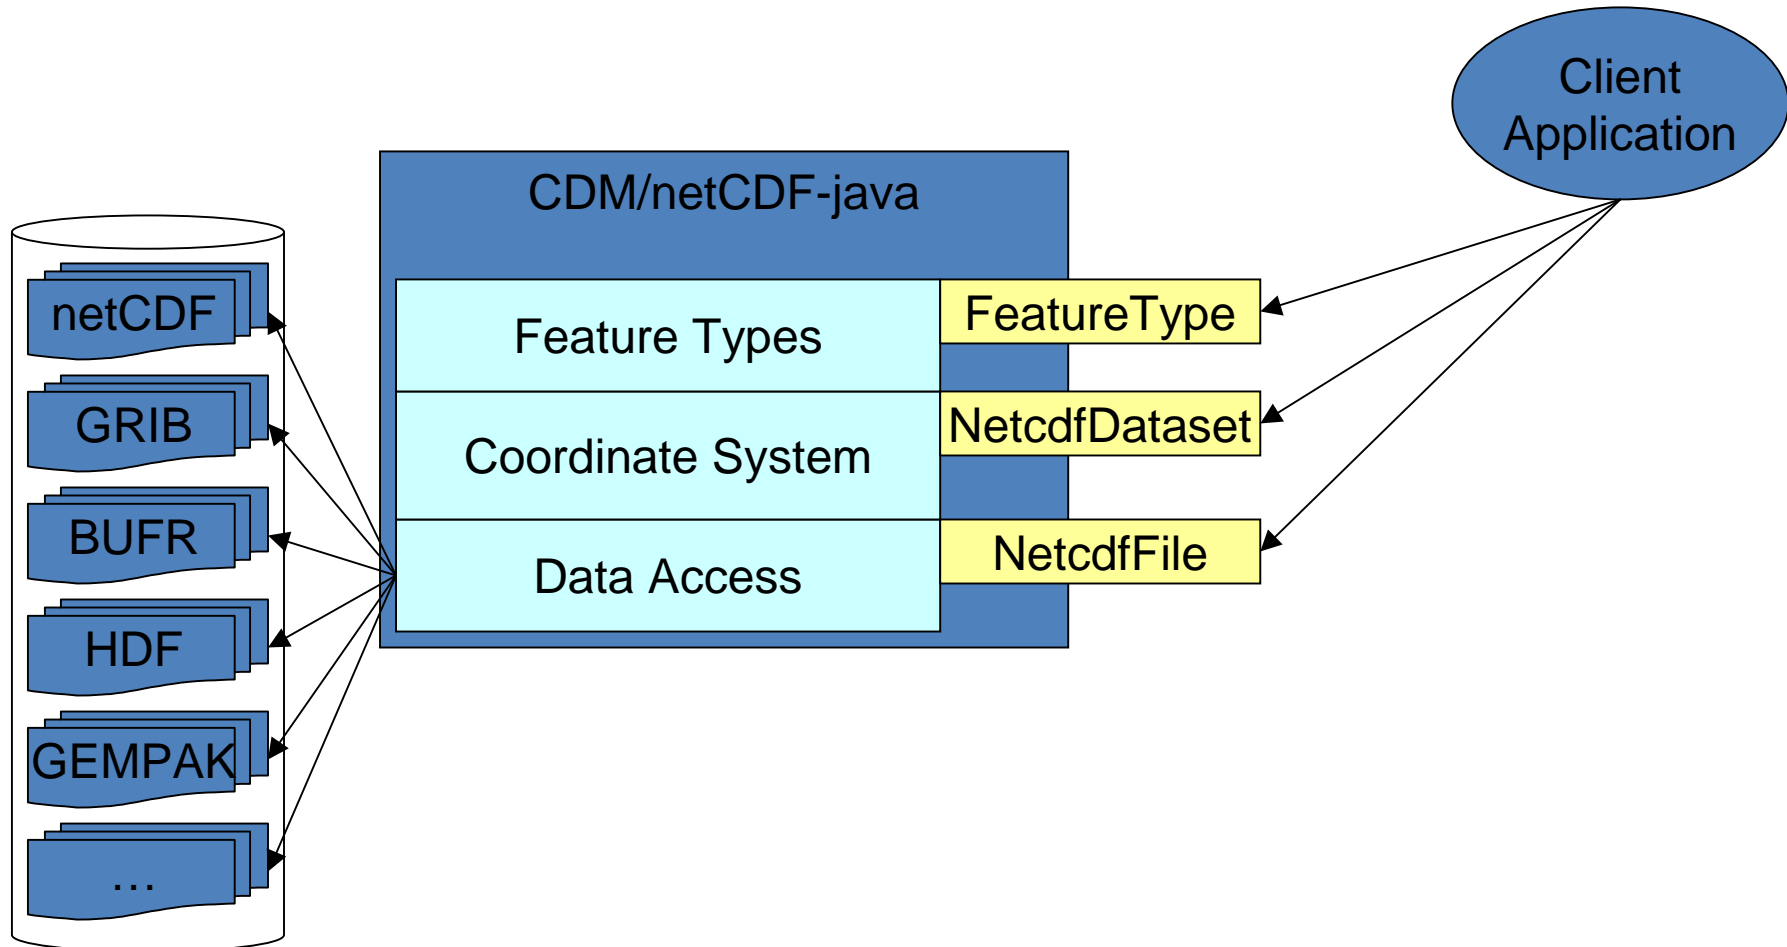 Client
Application
CDM/netCDF-java
netCDF
GRIB
BUFR
HDF
GEMPAK
…
Feature Types
FeatureType
Coordinate System
NetcdfDataset
Data Access
NetcdfFile